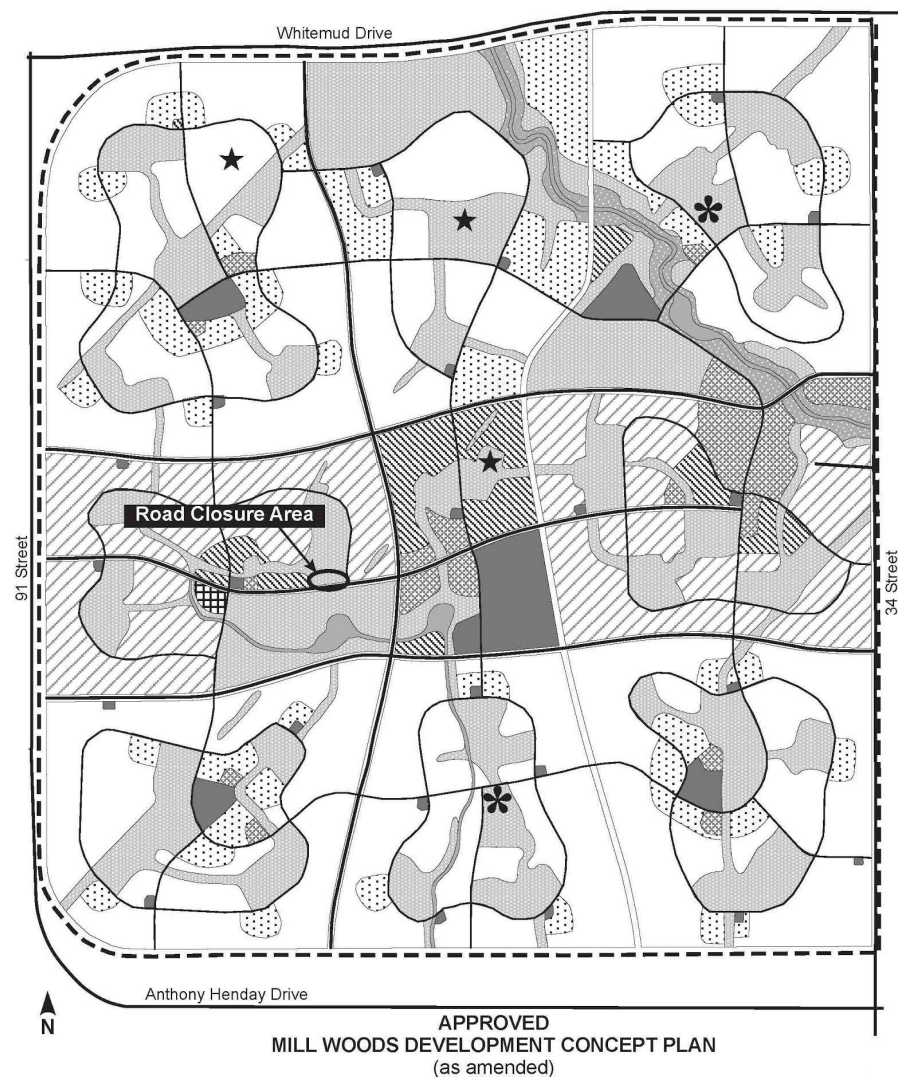 Whitemud Drive
Road Closure Area
91 Street
34 Street
Anthony Henday Drive
N
APPROVED
MILL WOODS DEVELOPMENT CONCEPT PLAN
(as amended)